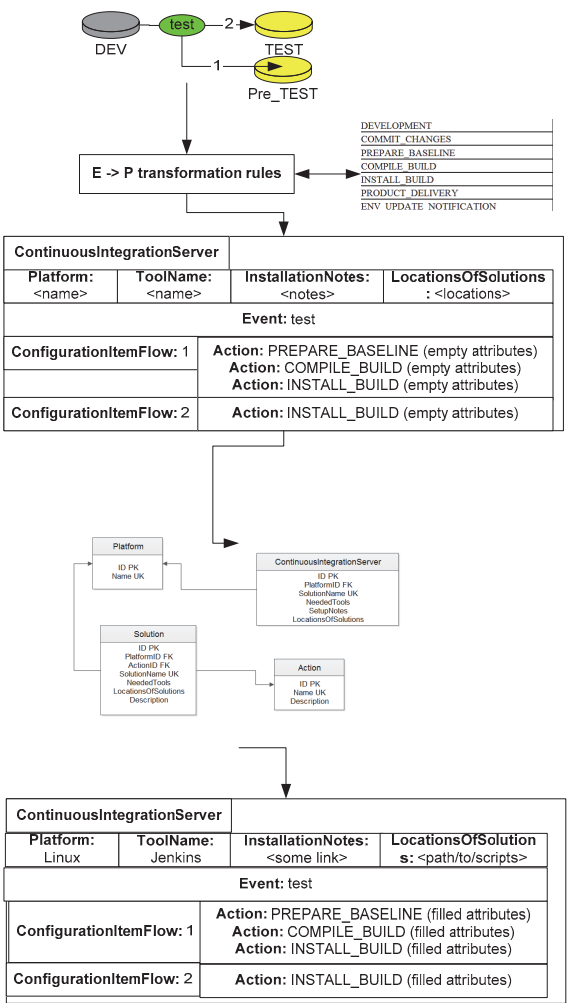 test
2
DEV
TEST
1
Pre_TEST
E -> P transformation rules
DEVELOPMENT
COMMIT_CHANGES
PREPARE_BASELINE
COMPILE_BUILD
INSTALL_BUILD
PRODUCT_DELIVERY
ENV UPDATE NOTIFICATION
ContinuousIntegrationServer
Platform:
<name>
ToolName:
<name>
InstallationNotes:
<notes>
LocationsOfSolutions
: <locations>
Event: test
ConfigurationItemFlow: 1
Action: PREPARE_BASELINE (empty attributes)
Action: COMPILE_BUILD (empty attributes)
Action: INSTALL_BUILD (empty attributes)
ConfigurationItemFlow: 2
Action: INSTALL_BUILD (empty attributes)
Platform
ID PK
Name UK
ContinuousIntegrationServer
ID PK
PlatformID FK
SolutionName UK
NeededTools
SetupNotes
LocationsOfSolutions
Solution
ID PK
PlatformID FK
ActionID FK
SolutionName UK
NeededTools
LocationsOfSolutions
Description
Action
ID PK
Name UK
Description
ContinuousIntegrationServer
Platform:
Linux
ToolName:
Jenkins
InstallationNotes:
<some link>
LocationsOfSolution
s: <path/to/scripts>
Event: test
ConfigurationItemFlow: 1
Action: PREPARE_BASELINE (filled attributes)
Action: COMPILE_BUILD (filled attributes)
Action: INSTALL_BUILD (filled attributes)
ConfigurationItemFlow: 2
Action: INSTALL_BUILD (filled attributes)